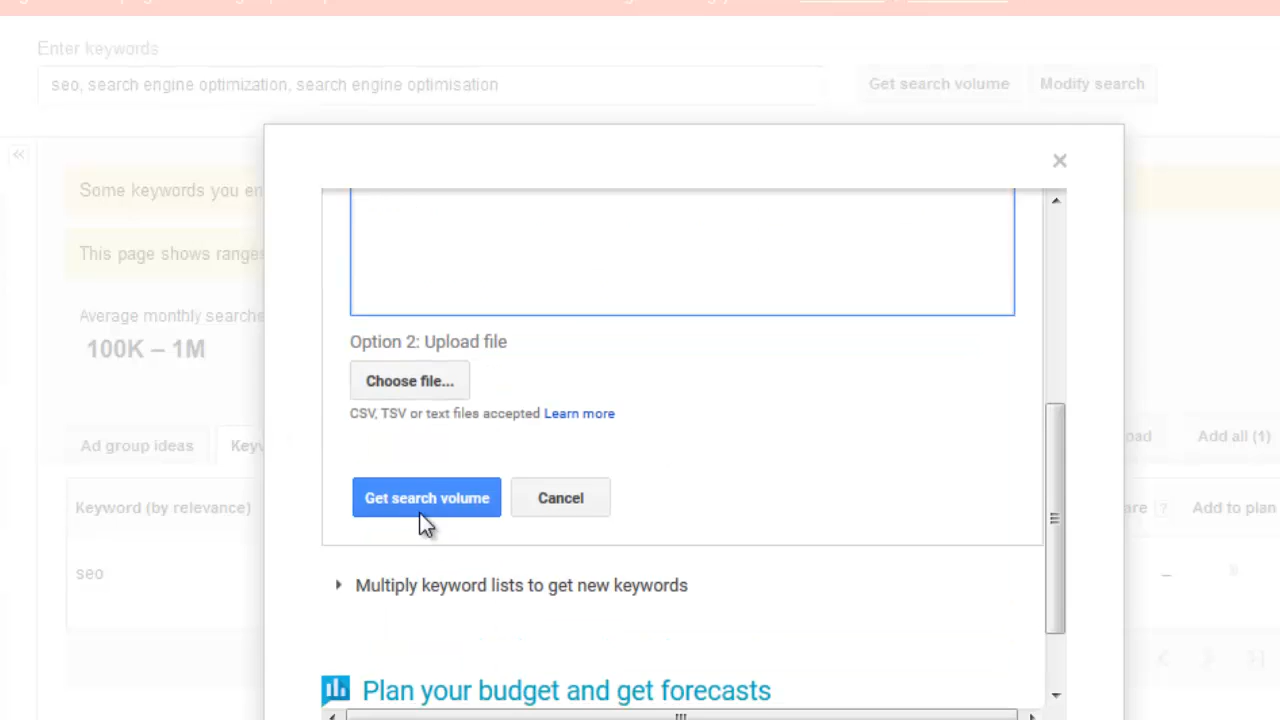 Enter keywords
seo, search engine optimization, search engine optimisation
Get search volume
Modify search
Some keywords you en
This page shows ranges
Average monthly searche
100K – 1M
Option 2: Upload file
Choose file...
CSV, TSV or text files accepted Learn more
Ad group ideas
Keyw
oad
Add all (1)
Get search volume
Cancel
Keyword (by relevance)
are ?
Add to plan
seo
–
Multiply keyword lists to get new keywords
Plan your budget and get forecasts